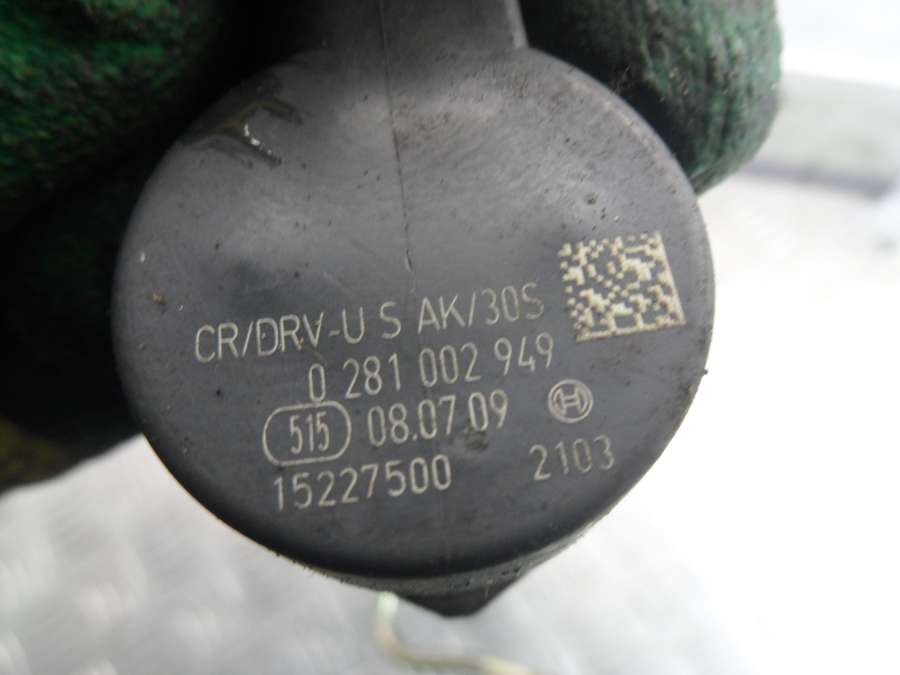 CR/DRV-U S AK/30S
0 281 002 949
515 08.07.09
15227500 2103